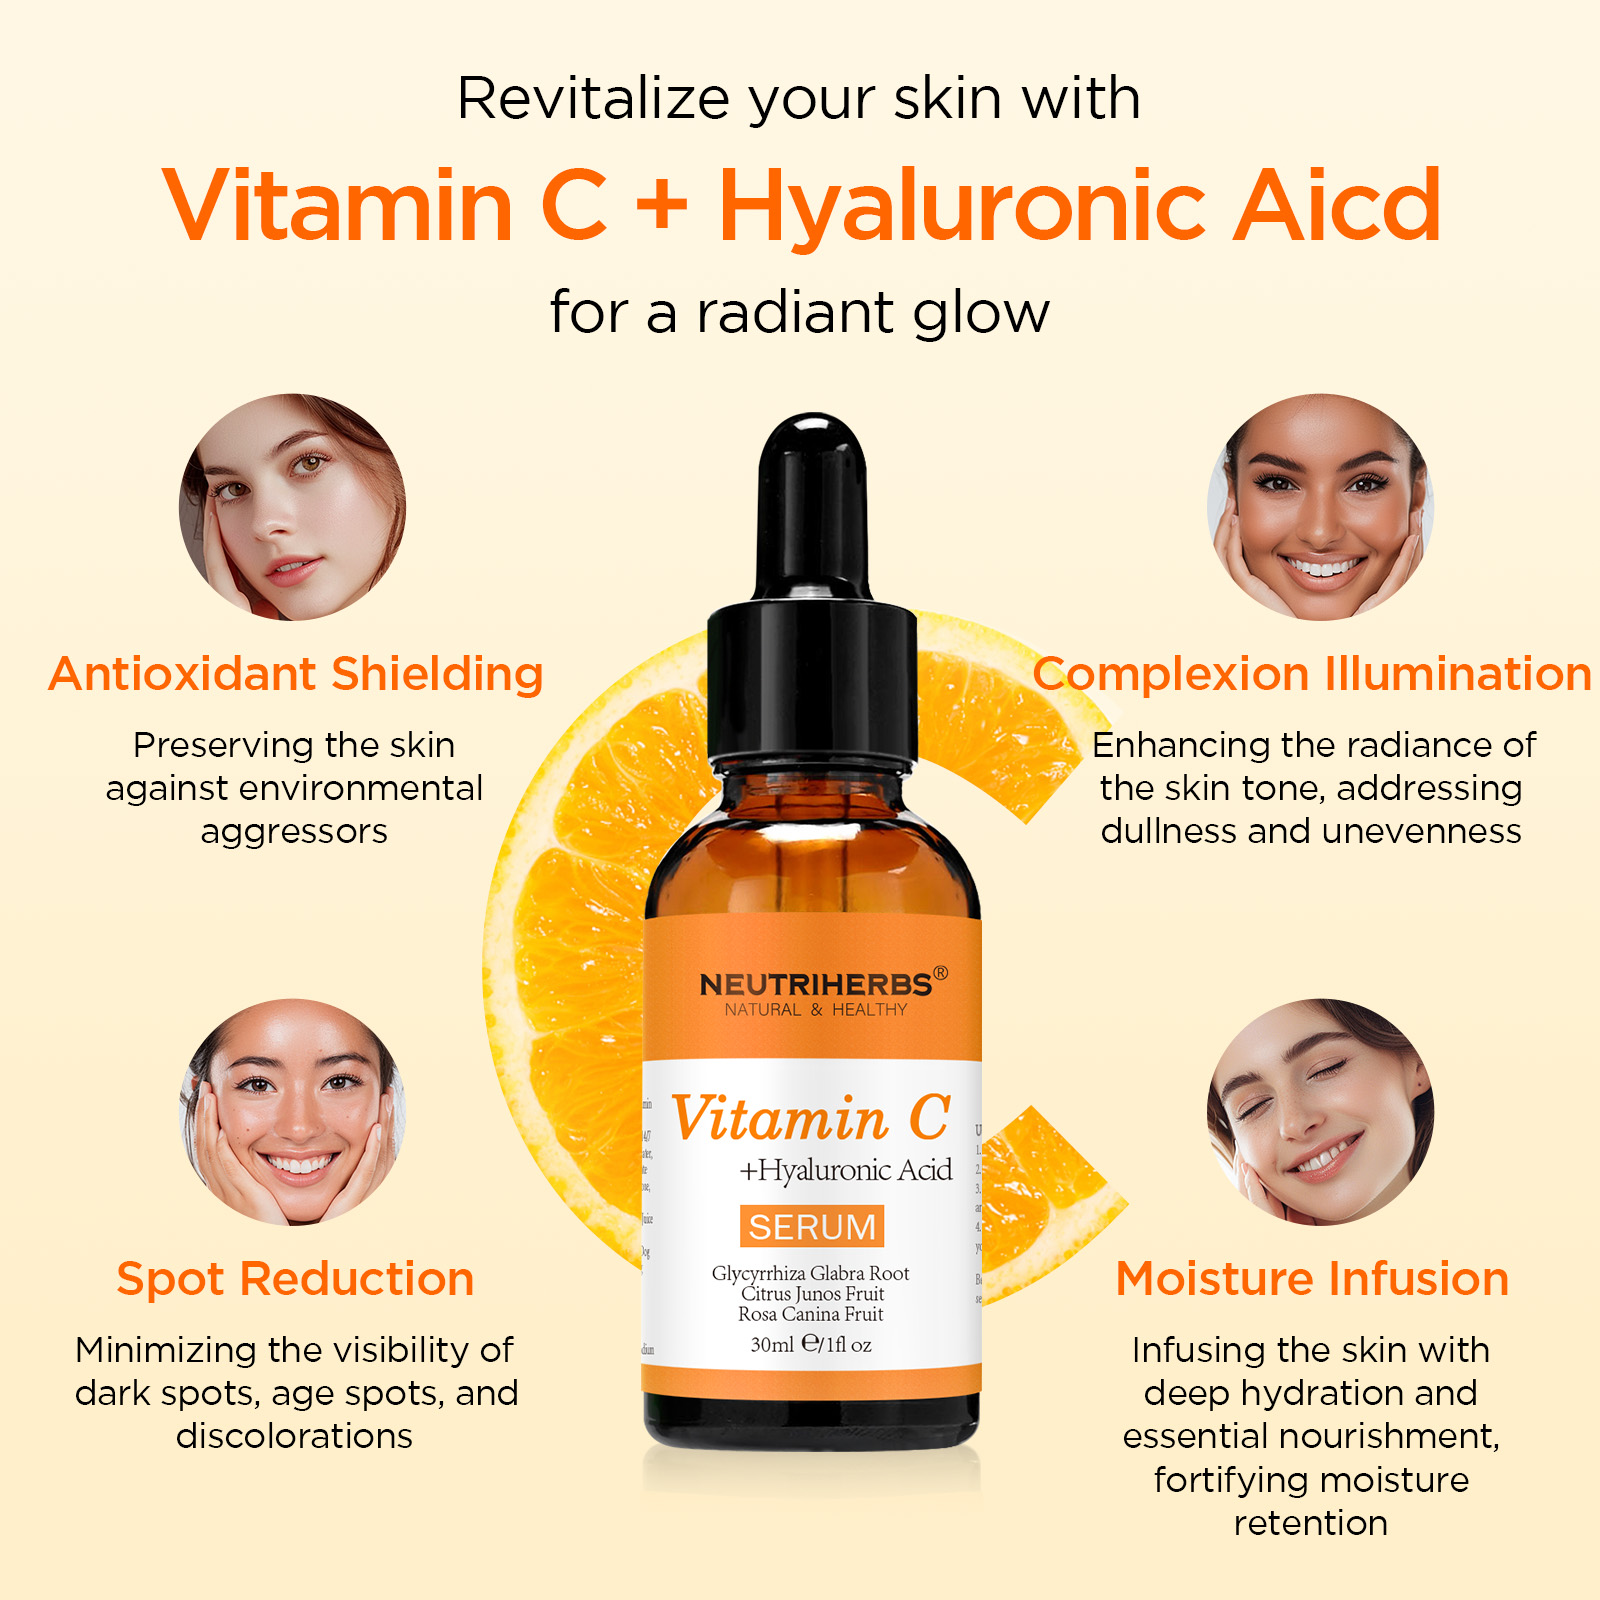 Revitalize your skin with
Vitamin C + Hyaluronic Aicd
for a radiant glow
Antioxidant Shielding
Preserving the skin
against environmental
aggressors
Complexion Illumination
Enhancing the radiance of
the skin tone, addressing
dullness and unevenness
NEUTRIHERBS®
NATURAL & HEALTHY
Vitamin C
+Hyaluronic Acid
SERUM
Glycyrrhiza Glabra Root
Citrus Junos Fruit
Rosa Canina Fruit
30ml ℮/1fl oz
Spot Reduction
Minimizing the visibility of
dark spots, age spots, and
discolorations
Moisture Infusion
Infusing the skin with
deep hydration and
essential nourishment,
fortifying moisture
retention